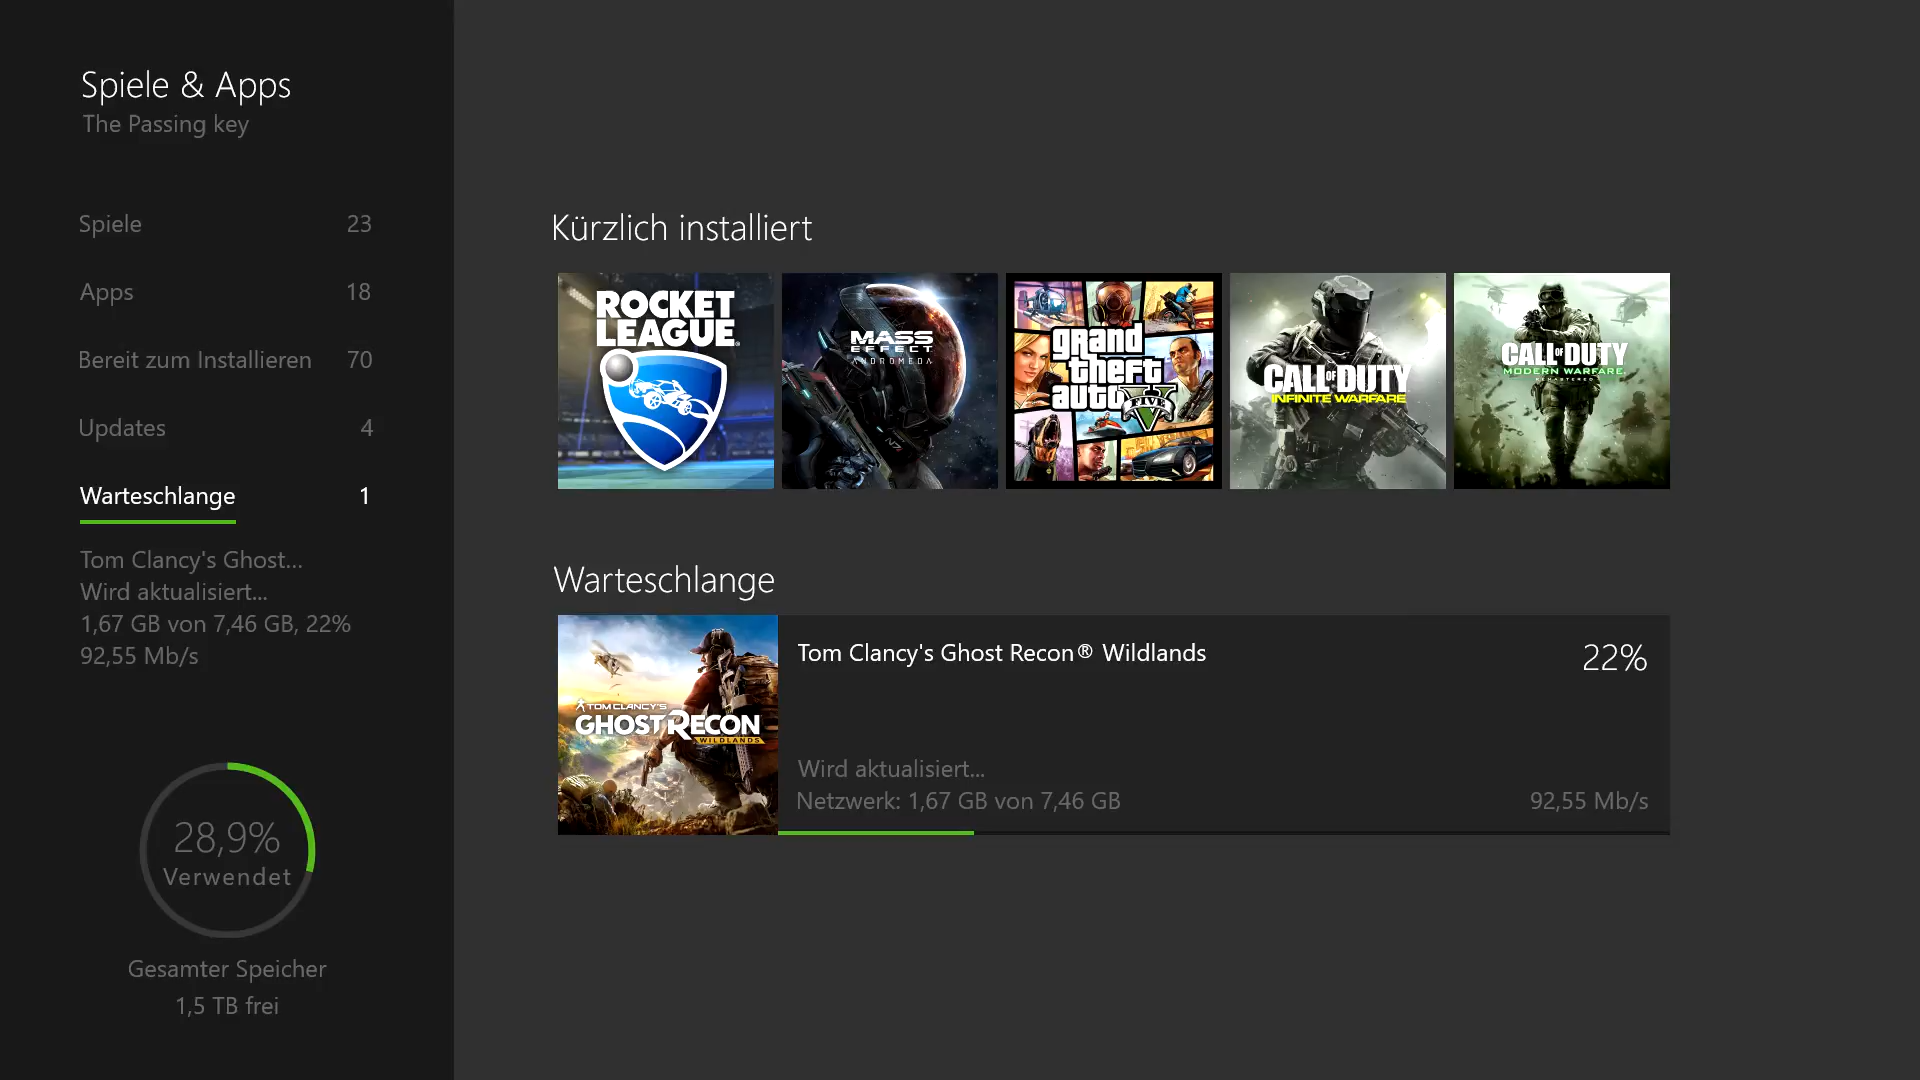 Spiele & Apps
The Passing key
Spiele 23
Apps 18
Bereit zum Installieren 70
Updates 4
Warteschlange 1
Tom Clancy's Ghost...
Wird aktualisiert...
1,67 GB von 7,46 GB, 22%
92,55 Mb/s
28,9%
Verwendet
Gesamter Speicher
1,5 TB frei
Kürzlich installiert
ROCKET
LEAGUE
MASS
EFFECT
ANDROMEDA
N7
grand
theft
auto
FIVE
CALL OF DUTY
INFINITE WARFARE
CALL OF DUTY
MODERN WARFARE
REMASTERED
Warteschlange
TOM CLANCY'S
GHOST RECON
WILDLANDS
Tom Clancy's Ghost Recon® Wildlands
22%
Wird aktualisiert...
Netzwerk: 1,67 GB von 7,46 GB
92,55 Mb/s